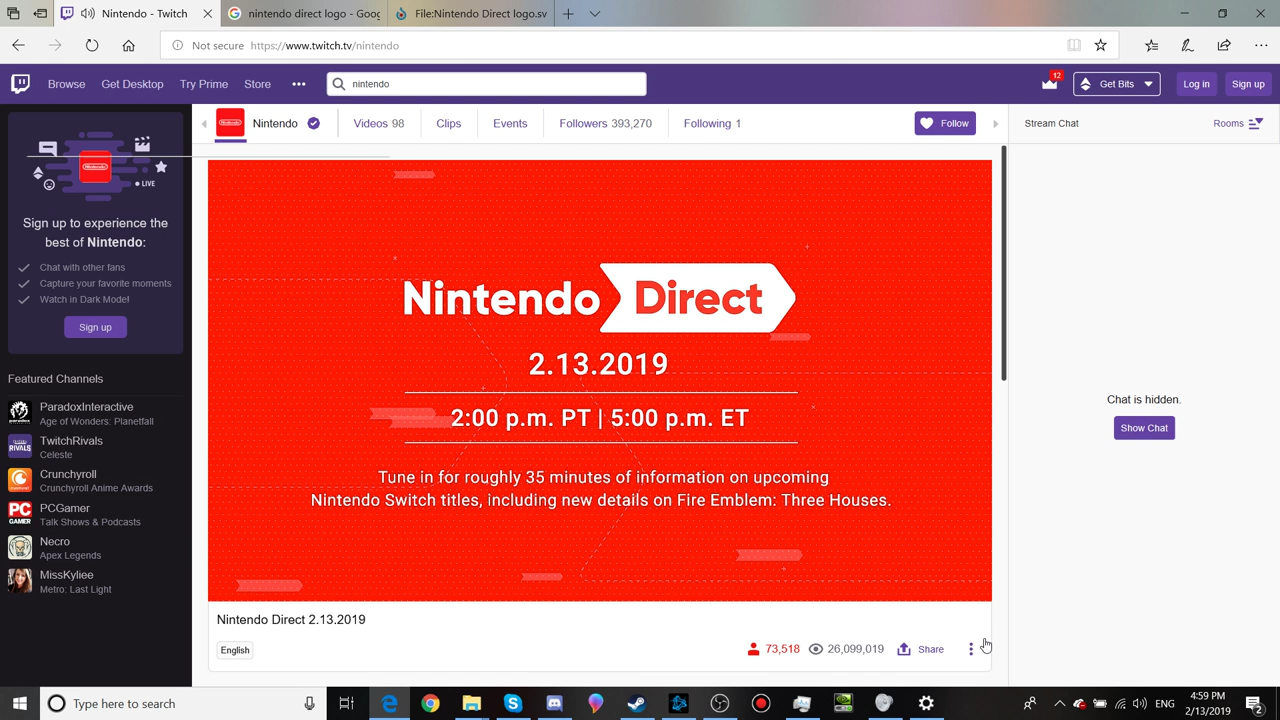 Nintendo - Twitch
nintendo direct logo - Goog
File:Nintendo Direct logo.sv
Not secure https://www.twitch.tv/nintendo
Browse Get Desktop Try Prime Store nintendo 12 Get Bits Log in Sign up
Nintendo Videos 98 Clips Events Followers 393,270 Following 1 Follow
Stream Chat Rooms
LIVE
Sign up to experience the
best of Nintendo:
Chat with other fans
Capture your favorite moments
Watch in Dark Mode!
Sign up
Featured Channels
ParadoxInteractive
Age of Wonders: Planetfall
TwitchRivals
Celeste
Crunchyroll
Crunchyroll Anime Awards
PCGamer
Talk Shows & Podcasts
Necro
Apex Legends
MissKyliee
Metro: Last Light
Nintendo Direct
2.13.2019
2:00 p.m. PT | 5:00 p.m. ET
Tune in for roughly 35 minutes of information on upcoming
Nintendo Switch titles, including new details on Fire Emblem: Three Houses.
Nintendo Direct 2.13.2019
English
73,518 26,099,019 Share
Chat is hidden.
Show Chat
Type here to search
ENG
4:59 PM
2/13/2019
2